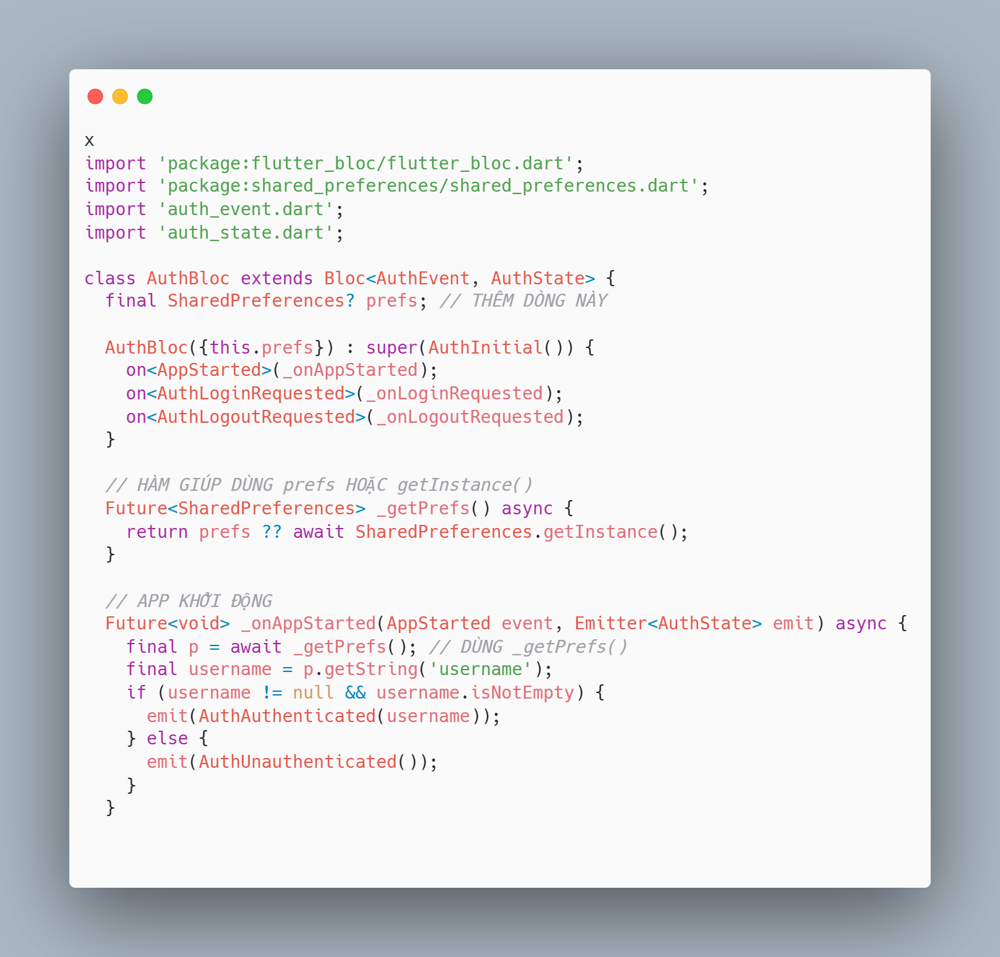 x
import 'package:flutter_bloc/flutter_bloc.dart';
import 'package:shared_preferences/shared_preferences.dart';
import 'auth_event.dart';
import 'auth_state.dart';

class AuthBloc extends Bloc<AuthEvent, AuthState> {
  final SharedPreferences? prefs; // THÊM DÒNG NÀY

  AuthBloc({this.prefs}) : super(AuthInitial()) {
    on<AppStarted>(_onAppStarted);
    on<AuthLoginRequested>(_onLoginRequested);
    on<AuthLogoutRequested>(_onLogoutRequested);
  }

  // HÀM GIÚP DÙNG prefs HOẶC getInstance()
  Future<SharedPreferences> _getPrefs() async {
    return prefs ?? await SharedPreferences.getInstance();
  }

  // APP KHỞI ĐỘNG
  Future<void> _onAppStarted(AppStarted event, Emitter<AuthState> emit) async {
    final p = await _getPrefs(); // DÙNG _getPrefs()
    final username = p.getString('username');
    if (username != null && username.isNotEmpty) {
      emit(AuthAuthenticated(username));
    } else {
      emit(AuthUnauthenticated());
    }
  }